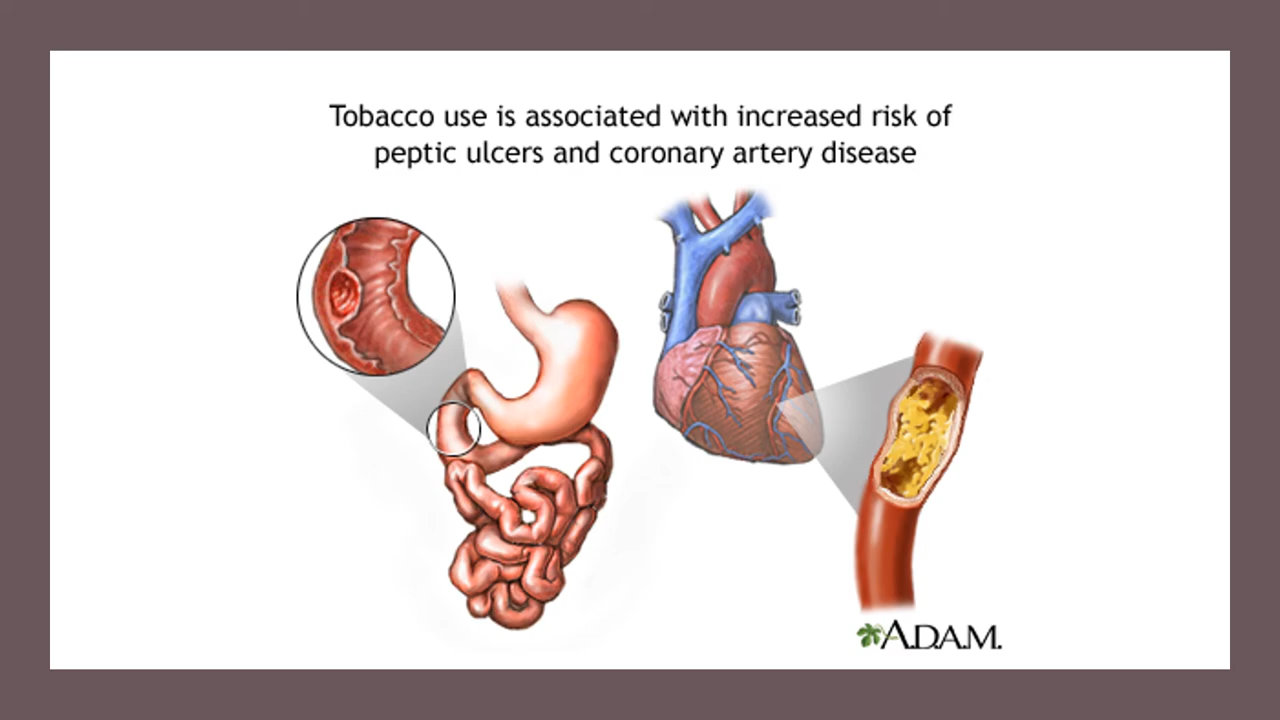 Tobacco use is associated with increased risk of
peptic ulcers and coronary artery disease
A.D.A.M.